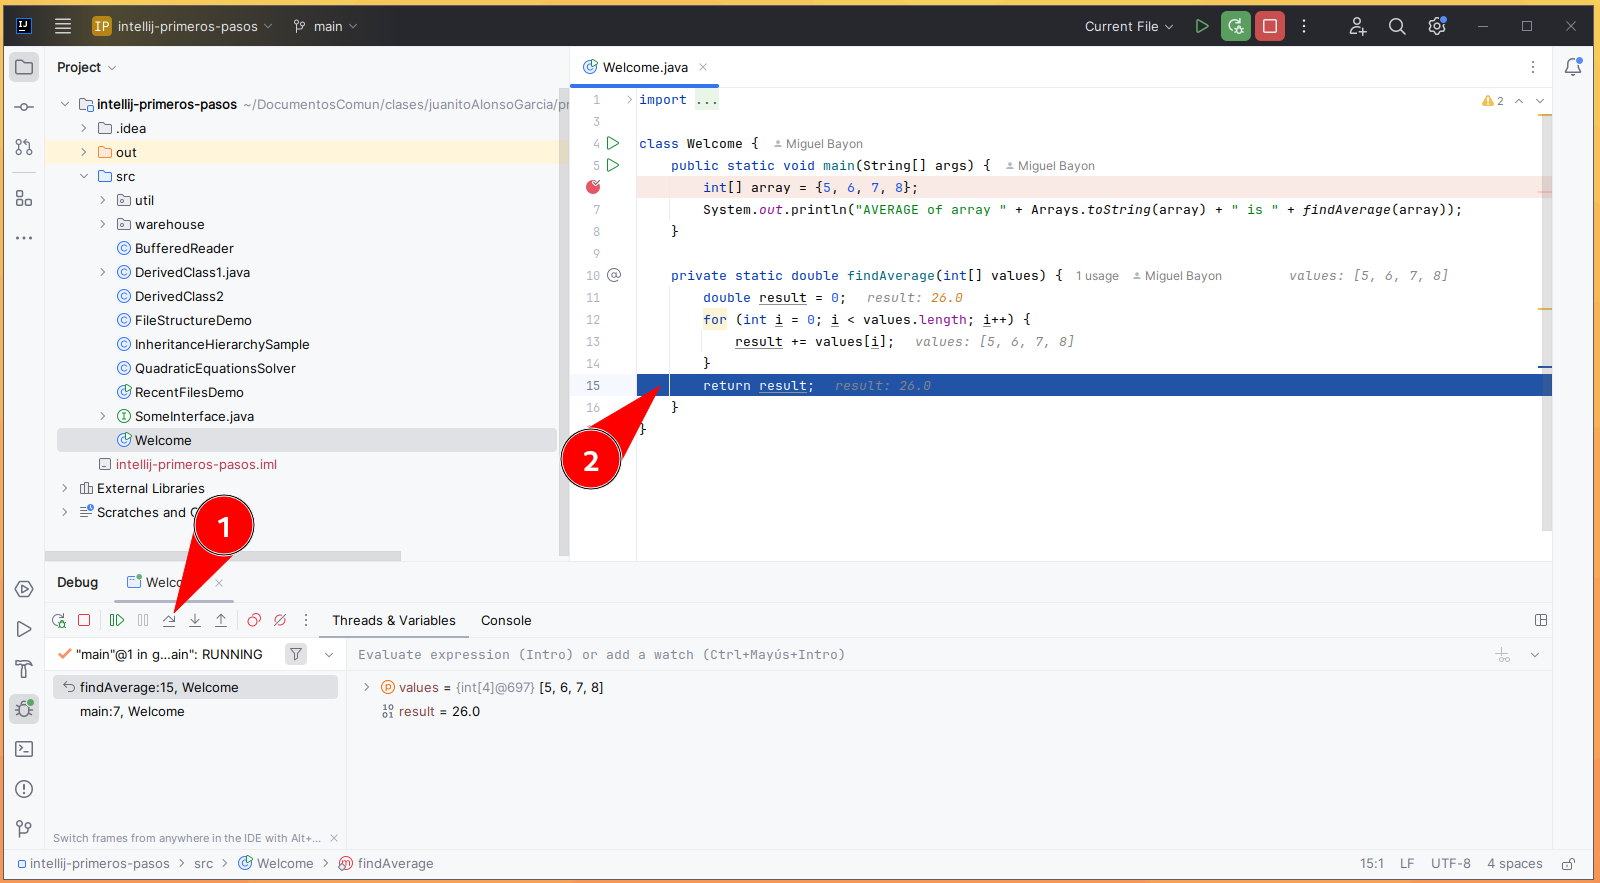 IP intellij-primeros-pasos main Current File
Project
Welcome.java
intellij-primeros-pasos ~/DocumentosComun/clases/juanitoAlonsoGarcia/pr
.idea
out
src
util
warehouse
BufferedReader
DerivedClass1.java
DerivedClass2
FileStructureDemo
InheritanceHierarchySample
QuadraticEquationsSolver
RecentFilesDemo
SomeInterface.java
Welcome
intellij-primeros-pasos.iml
External Libraries
Scratches and C
1
2
1 import ...
2
3
4 class Welcome { Miguel Bayon
5 public static void main(String[] args) { Miguel Bayon
int[] array = {5, 6, 7, 8};
7 System.out.println("AVERAGE of array " + Arrays.toString(array) + " is " + findAverage(array));
8 }
9
10 private static double findAverage(int[] values) { 1 usage Miguel Bayon values: [5, 6, 7, 8]
11 double result = 0; result: 26.0
12 for (int i = 0; i < values.length; i++) {
13 result += values[i]; values: [5, 6, 7, 8]
14 }
15 return result; result: 26.0
16 }
}
2
Debug Welc
Threads & Variables Console
"main"@1 in g...ain": RUNNING
Evaluate expression (Intro) or add a watch (Ctrl+Mayús+Intro)
findAverage:15, Welcome
main:7, Welcome
values = {int[4]@697} [5, 6, 7, 8]
result = 26.0
Switch frames from anywhere in the IDE with Alt+...
intellij-primeros-pasos > src > Welcome > findAverage
15:1 LF UTF-8 4 spaces